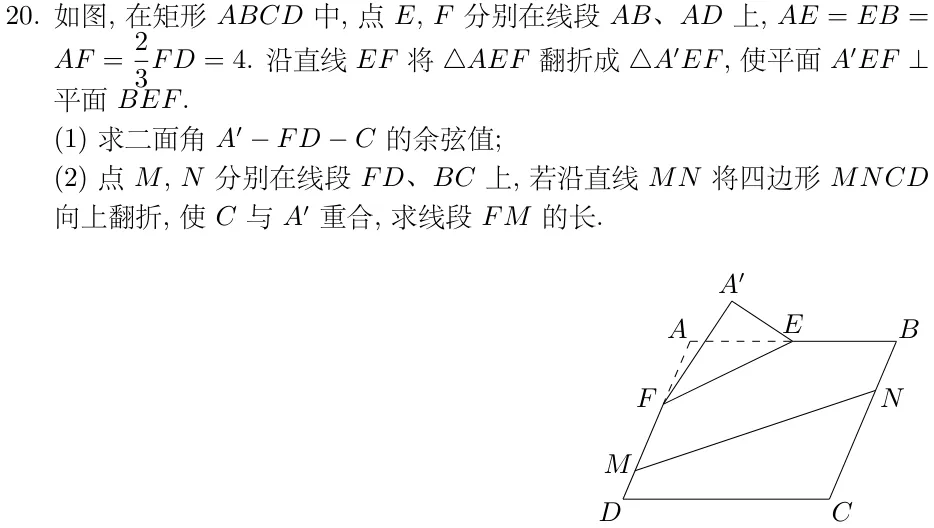 20. 如图, 在矩形 ABCD 中, 点 E, F 分别在线段 AB、AD 上, AE = EB =
AF = \frac{2}{3}FD = 4. 沿直线 EF 将 △AEF 翻折成 △A′EF, 使平面 A′EF ⊥
平面 BEF.
(1) 求二面角 A′ − FD − C 的余弦值;
(2) 点 M, N 分别在线段 FD、BC 上, 若沿直线 MN 将四边形 MNCD
向上翻折, 使 C 与 A′ 重合, 求线段 FM 的长.
A′
A E B
F N
M
D C